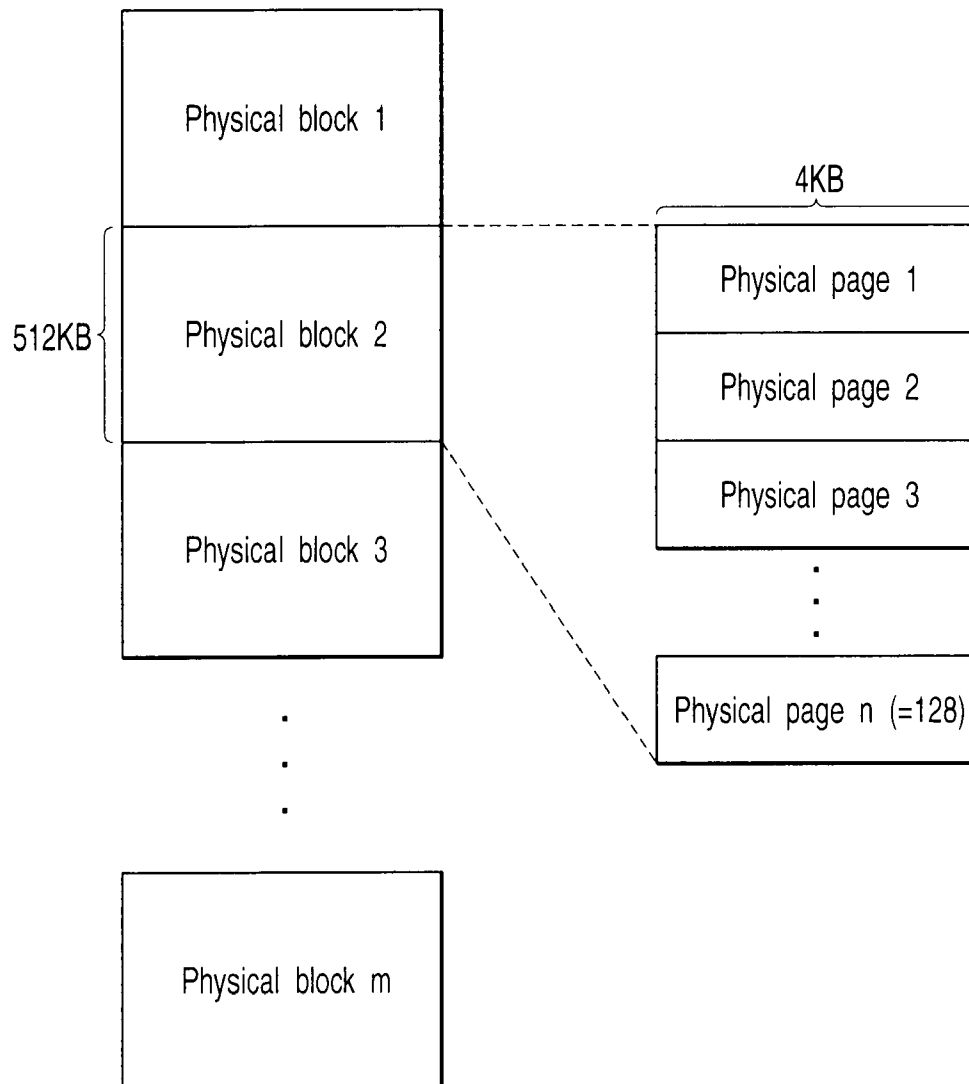 Physical block 1
512KB
Physical block 2
Physical block 3
Physical block m
4KB
Physical page 1
Physical page 2
Physical page 3
Physical page n (=128)